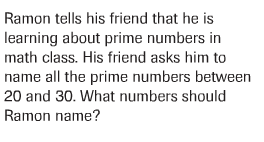 Ramon tells his friend that he is
learning about prime numbers in
math class. His friend asks him to
name all the prime numbers between
20 and 30. What numbers should
Ramon name?